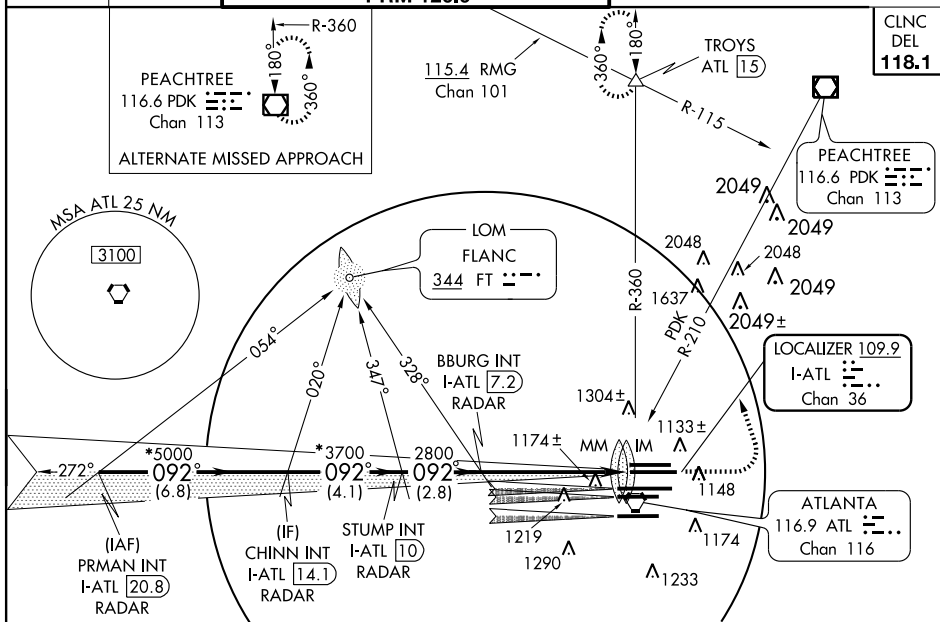 R-360
180°
360°
PEACHTREE
116.6 PDK
Chan 113
ALTERNATE MISSED APPROACH
115.4 RMG
Chan 101
180°
360°
TROYS
ATL 15
R-115
CLNC
DEL
118.1
PEACHTREE
116.6 PDK
Chan 113
MSA ATL 25 NM
3100
LOM
FLANC
344 FT
2049
2049
2048
2048
2049
1637
2049±
R-360
PDK
R-210
054°
020°
347°
328°
BBURG INT
I-ATL 7.2
RADAR
LOCALIZER 109.9
I-ATL
Chan 36
1304±
1133±
1174±
MM
IM
272°
*5000
092°
(6.8)
*3700
092°
(4.1)
2800
092°
(2.8)
1148
1219
1290
1174
1233
ATLANTA
116.9 ATL
Chan 116
(IAF)
PRMAN INT
I-ATL 20.8
RADAR
(IF)
CHINN INT
I-ATL 14.1
RADAR
STUMP INT
I-ATL 10
RADAR